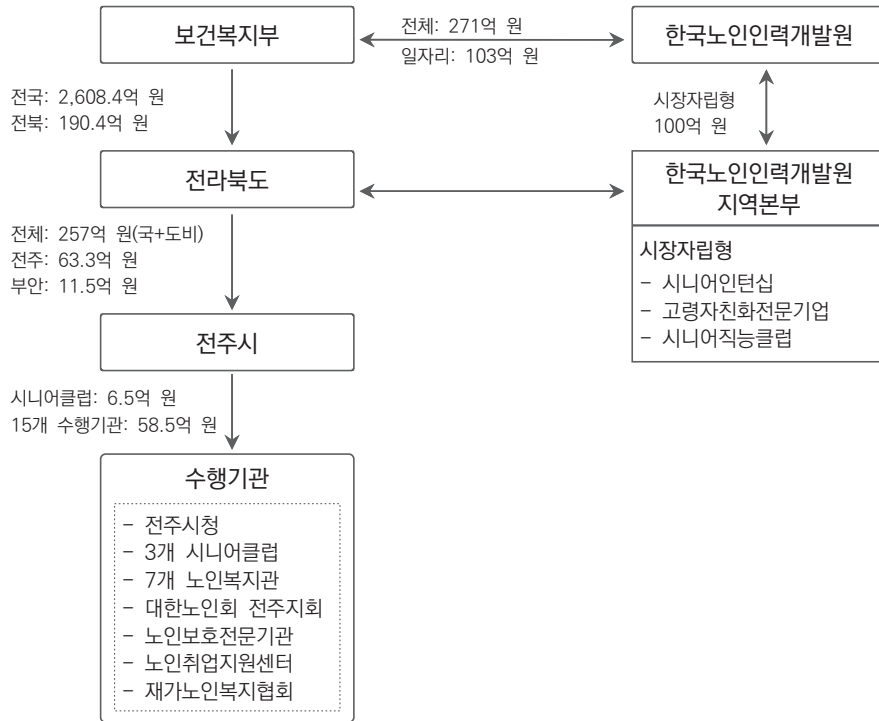 보건복지부
전체: 271억 원
일자리: 103억 원
한국노인인력개발원
전국: 2,608.4억 원
전북: 190.4억 원
시장자립형
100억 원
전라북도
한국노인인력개발원
지역본부
전체: 257억 원(국+도비)
전주: 63.3억 원
부안: 11.5억 원
시장자립형
- 시니어인턴십
- 고령자친화전문기업
- 시니어직능클럽
전주시
시니어클럽: 6.5억 원
15개 수행기관: 58.5억 원
수행기관
- 전주시청
- 3개 시니어클럽
- 7개 노인복지관
- 대한노인회 전주지회
- 노인보호전문기관
- 노인취업지원센터
- 재가노인복지협회